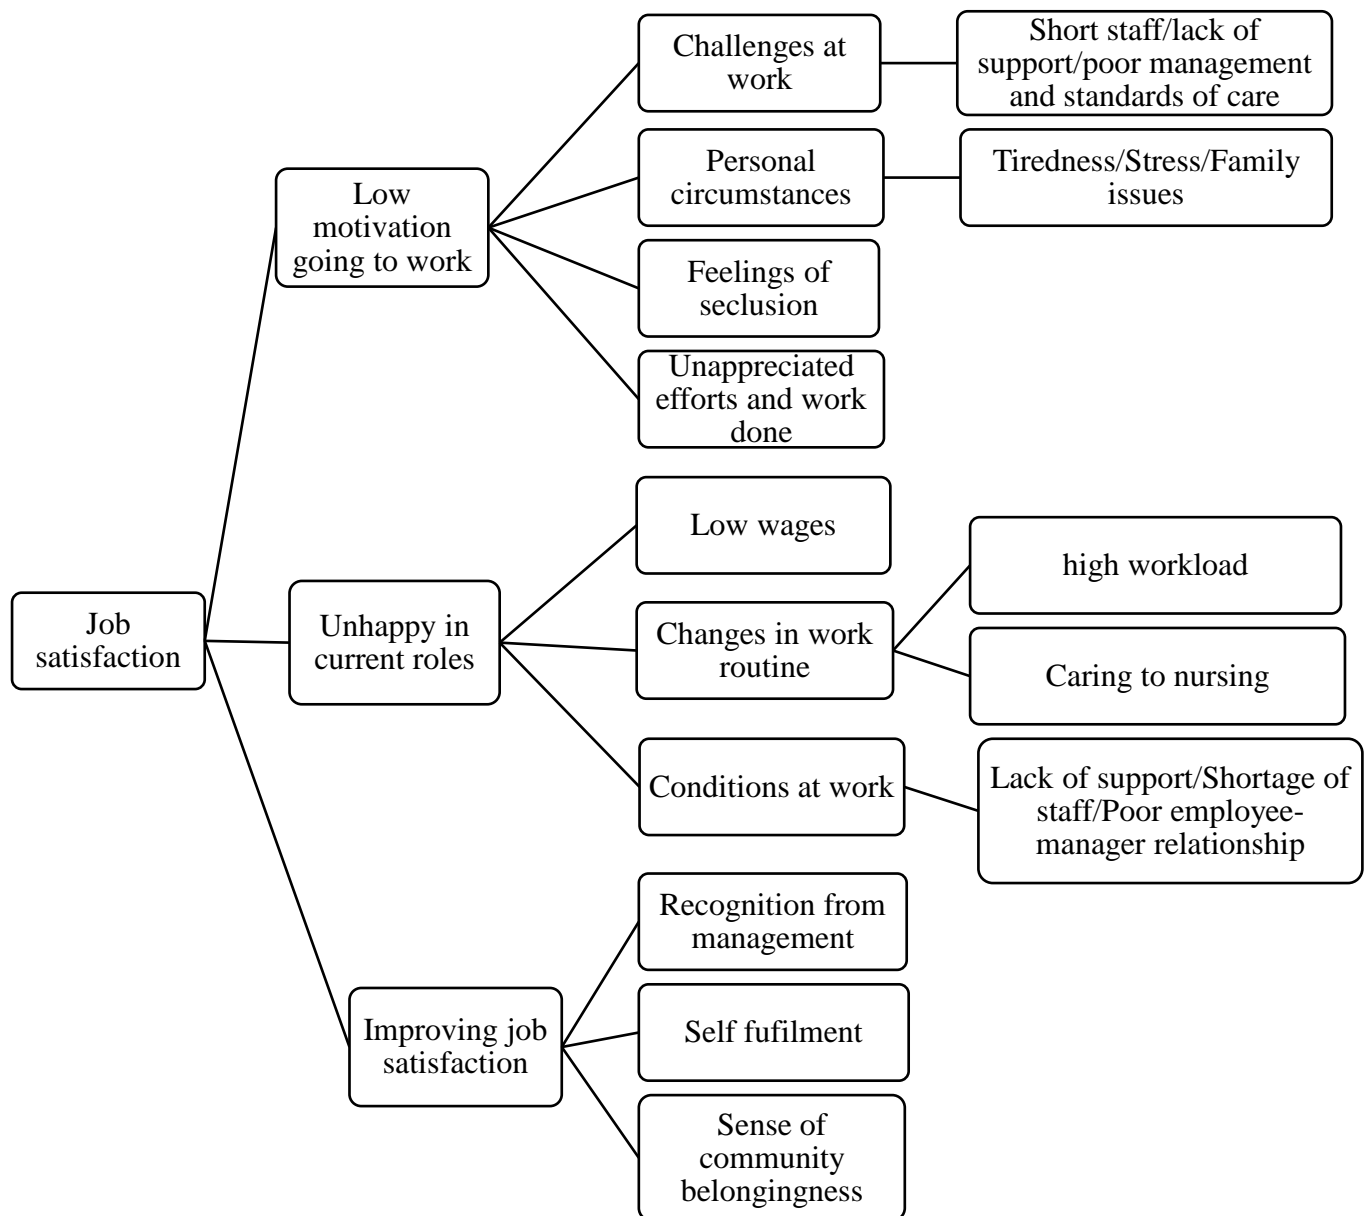 Job
satisfaction
Low
motivation
going to work
Challenges at
work
Short staff/lack of
support/poor management
and standards of care
Personal
circumstances
Tiredness/Stress/Family
issues
Feelings of
seclusion
Unappreciated
efforts and work
done
Unhappy in
current roles
Low wages
Changes in work
routine
high workload
Caring to nursing
Conditions at work
Lack of support/Shortage of
staff/Poor employee-
manager relationship
Improving job
satisfaction
Recognition from
management
Self fufilment
Sense of
community
belongingness